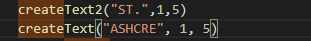 createText2("ST.",1,5)
createText("ASHCRE", 1, 5)